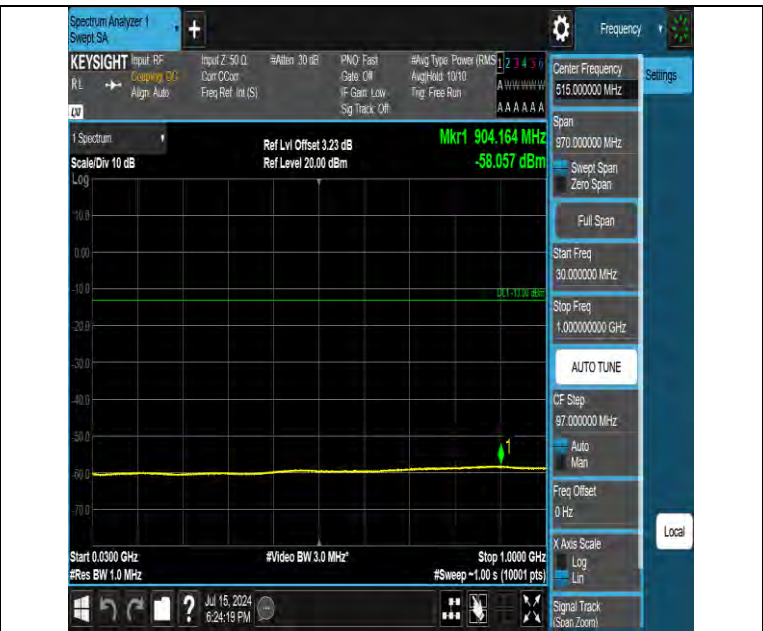 Spectrum Analyzer 1
Swept SA
+
Frequency
KEYSIGHT
RL
Input: RF
Coupling: DC
Align: Auto
Input Z: 50 Ω
Corr CCorr
Freq Ref: Int (S)
#Atten: 30 dB
PNO: Fast
Gate: Off
IF Gain: Low
Sig Track: Off
#Avg Type: Power (RMS
Avg|Hold: 10/10
Trig: Free Run
1 2 3 4 5 6
A W W W W W
A A A A A A
1 Spectrum
Scale/Div 10 dB
Log
Ref Lvl Offset 3.23 dB
Ref Level 20.00 dBm
Mkr1 904.164 MHz
-58.057 dBm
10.0
0.00
-10.0
DL1 -13.00 dBm
-20.0
-30.0
-40.0
-50.0
1
-60.0
-70.0
Start 0.0300 GHz
#Res BW 1.0 MHz
#Video BW 3.0 MHz*
Stop 1.0000 GHz
#Sweep ~1.00 s (10001 pts)
Jul 15, 2024
6:24:19 PM
?
Center Frequency
515.000000 MHz
Settings
Span
970.000000 MHz
Swept Span
Zero Span
Full Span
Start Freq
30.000000 MHz
Stop Freq
1.000000000 GHz
AUTO TUNE
CF Step
97.000000 MHz
Auto
Man
Freq Offset
0 Hz
X Axis Scale
Log
Lin
Local
Signal Track
(Span Zoom)